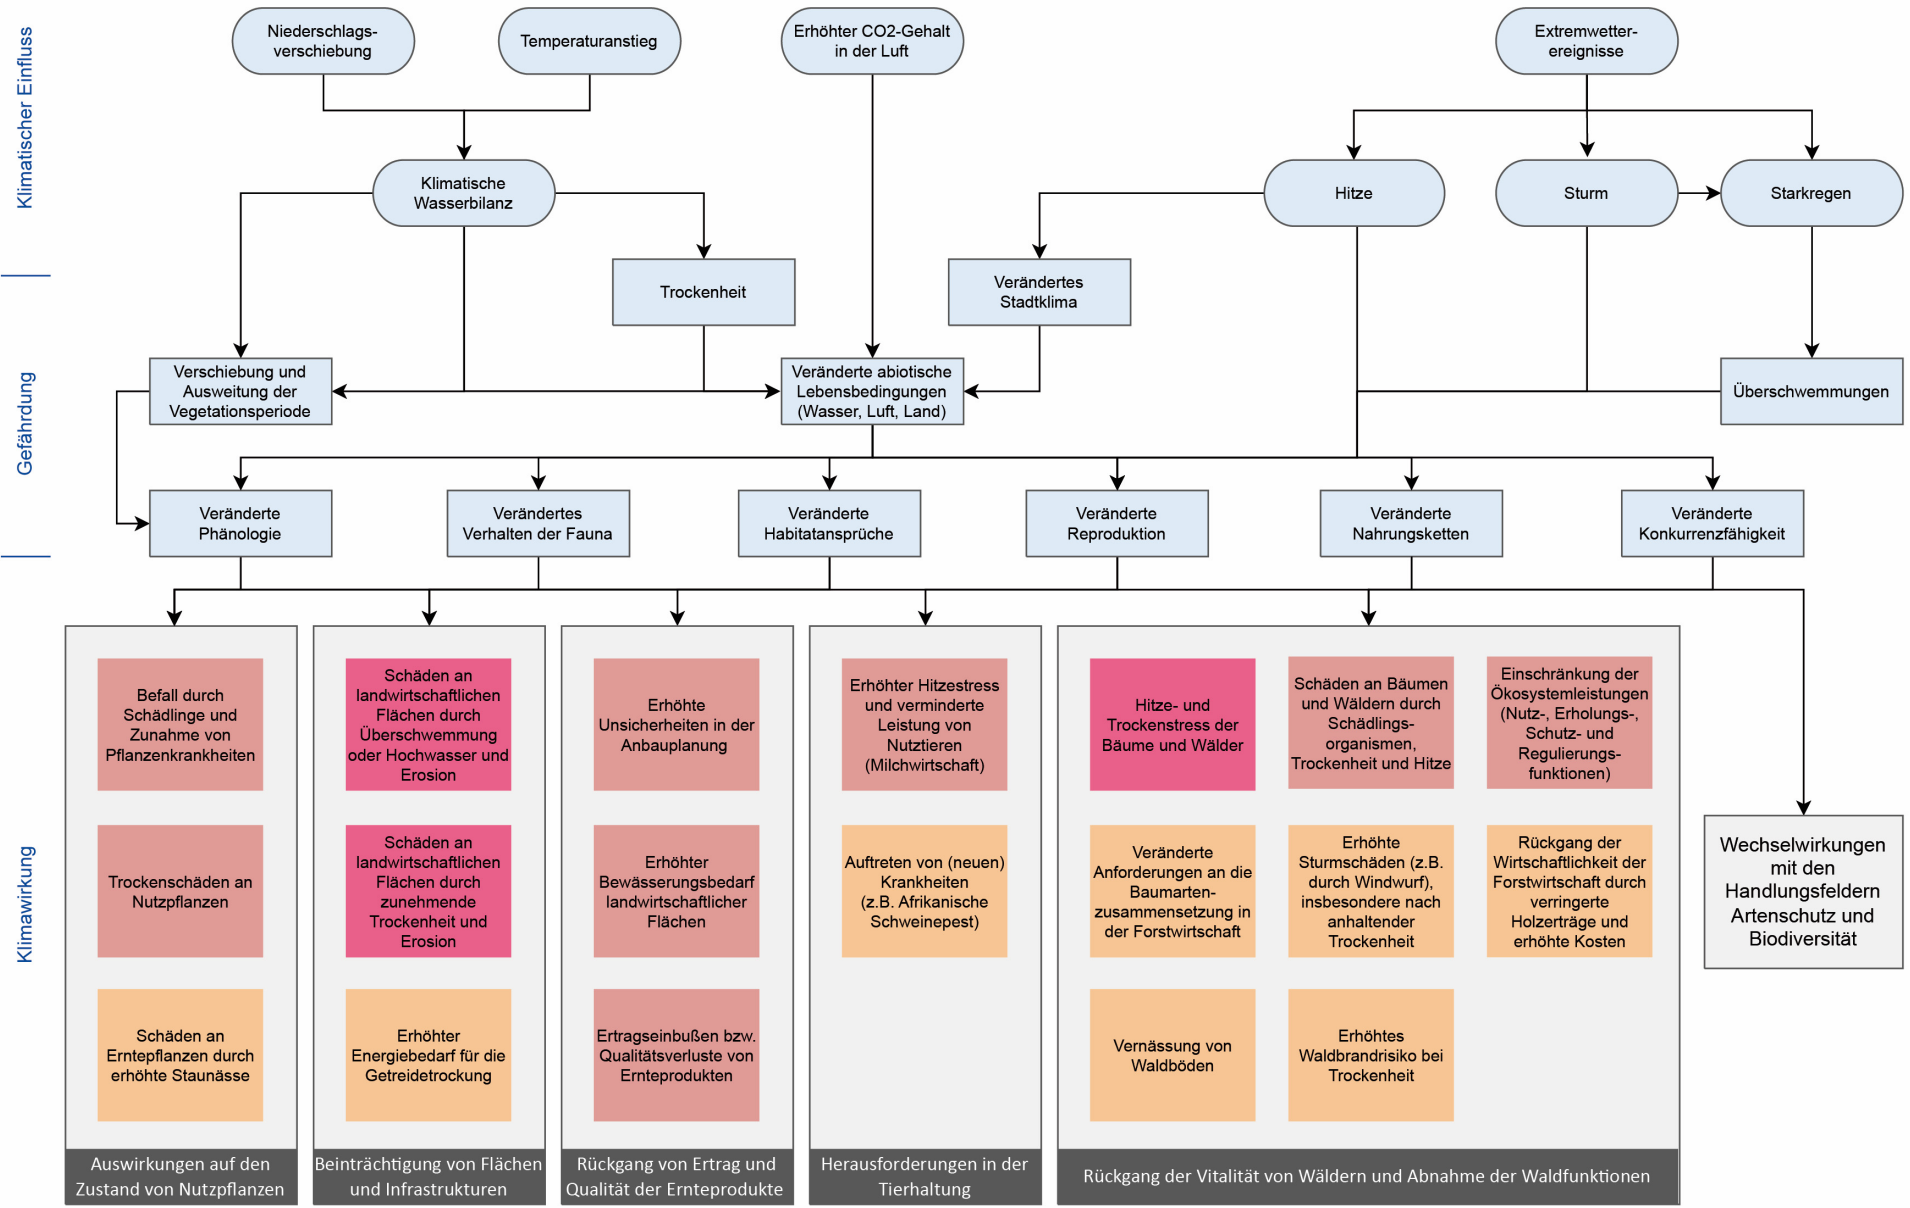 Klimatischer Einfluss
Niederschlags-
verschiebung
Temperaturanstieg
Erhöhter CO2-Gehalt
in der Luft
Extremwetter-
ereignisse
Klimatische
Wasserbilanz
Hitze
Sturm
Starkregen
Gefährdung
Trockenheit
Verändertes
Stadtklima
Verschiebung und
Ausweitung der
Vegetationsperiode
Veränderte abiotische
Lebensbedingungen
(Wasser, Luft, Land)
Überschwemmungen
Veränderte
Phänologie
Verändertes
Verhalten der Fauna
Veränderte
Habitatansprüche
Veränderte
Reproduktion
Veränderte
Nahrungsketten
Veränderte
Konkurrenzfähigkeit
Klimawirkung
Befall durch
Schädlinge und
Zunahme von
Pflanzenkrankheiten
Trockenschäden an
Nutzpflanzen
Schäden an
Erntepflanzen durch
erhöhte Staunässe
Auswirkungen auf den
Zustand von Nutzpflanzen
Schäden an
landwirtschaftlichen
Flächen durch
Überschwemmung
oder Hochwasser und
Erosion
Schäden an
landwirtschaftlichen
Flächen durch
zunehmende
Trockenheit und
Erosion
Erhöhter
Energiebedarf für die
Getreidetrockung
Beinträchtigung von Flächen
und Infrastrukturen
Erhöhte
Unsicherheiten in der
Anbauplanung
Erhöhter
Bewässerungsbedarf
landwirtschaftlicher
Flächen
Ertragseinbußen bzw.
Qualitätsverluste von
Ernteprodukten
Rückgang von Ertrag und
Qualität der Ernteprodukte
Erhöhter Hitzestress
und verminderte
Leistung von
Nutztieren
(Milchwirtschaft)
Auftreten von (neuen)
Krankheiten
(z.B. Afrikanische
Schweinepest)
Herausforderungen in der
Tierhaltung
Hitze- und
Trockenstress der
Bäume und Wälder
Schäden an Bäumen
und Wäldern durch
Schädlings-
organismen,
Trockenheit und Hitze
Einschränkung der
Ökosystemleistungen
(Nutz-, Erholungs-,
Schutz- und
Regulierungs-
funktionen)
Veränderte
Anforderungen an die
Baumarten-
zusammensetzung in
der Forstwirtschaft
Erhöhte
Sturmschäden (z.B.
durch Windwurf),
insbesondere nach
anhaltender
Trockenheit
Rückgang der
Wirtschaftlichkeit der
Forstwirtschaft durch
verringerte
Holzerträge und
erhöhte Kosten
Vernässung von
Waldböden
Erhöhtes
Waldbrandrisiko bei
Trockenheit
Rückgang der Vitalität von Wäldern und Abnahme der Waldfunktionen
Wechselwirkungen
mit den
Handlungsfeldern
Artenschutz und
Biodiversität